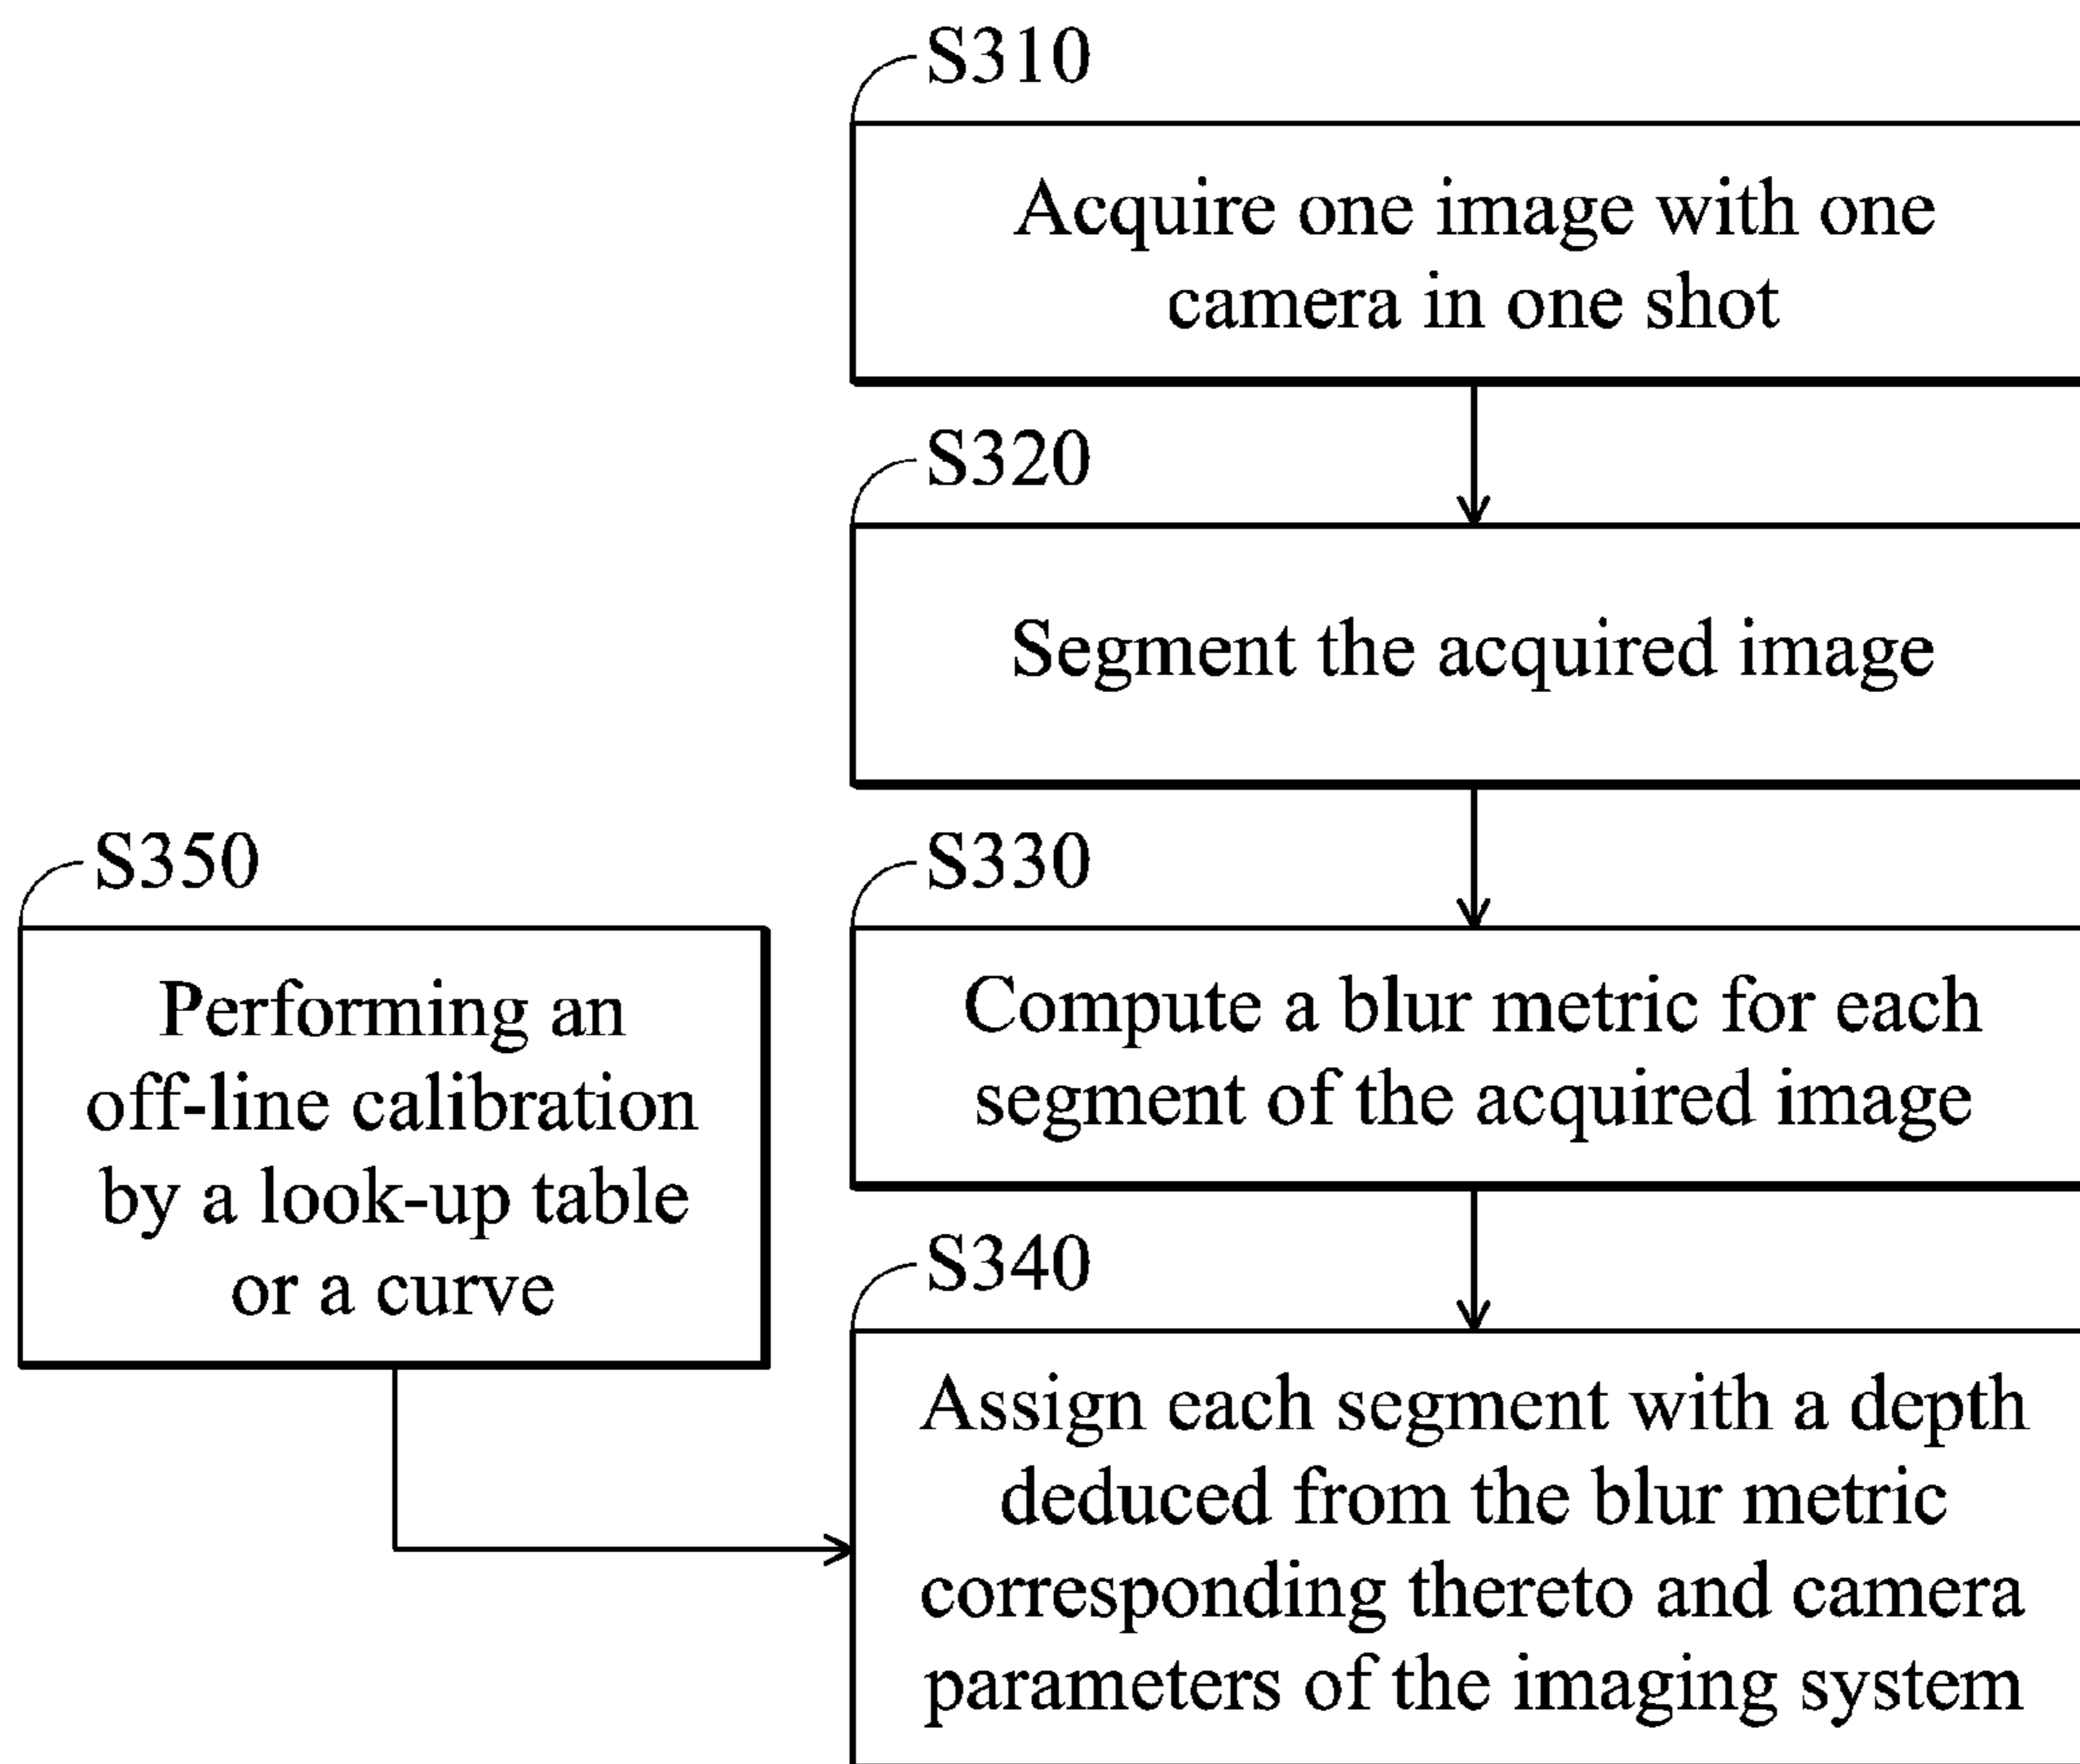 S310
Acquire one image with one
camera in one shot
S320
Segment the acquired image
S350
Performing an
off-line calibration
by a look-up table
or a curve
S330
Compute a blur metric for each
segment of the acquired image
S340
Assign each segment with a depth
deduced from the blur metric
corresponding thereto and camera
parameters of the imaging system